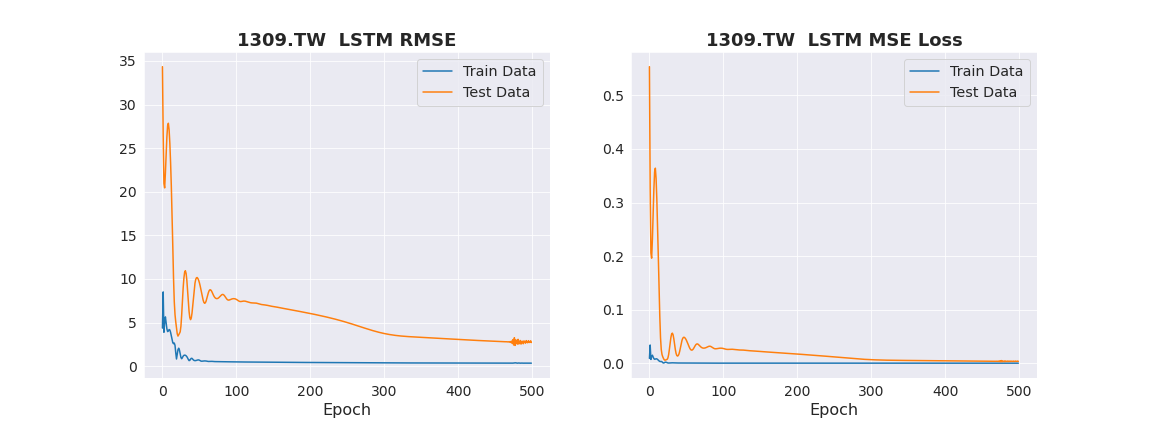 1309.TW  LSTM RMSE
35
30
25
20
15
10
5
0
0 100 200 300 400 500
Epoch
Train Data
Test Data
1309.TW  LSTM MSE Loss
0.5
0.4
0.3
0.2
0.1
0.0
0 100 200 300 400 500
Epoch
Train Data
Test Data